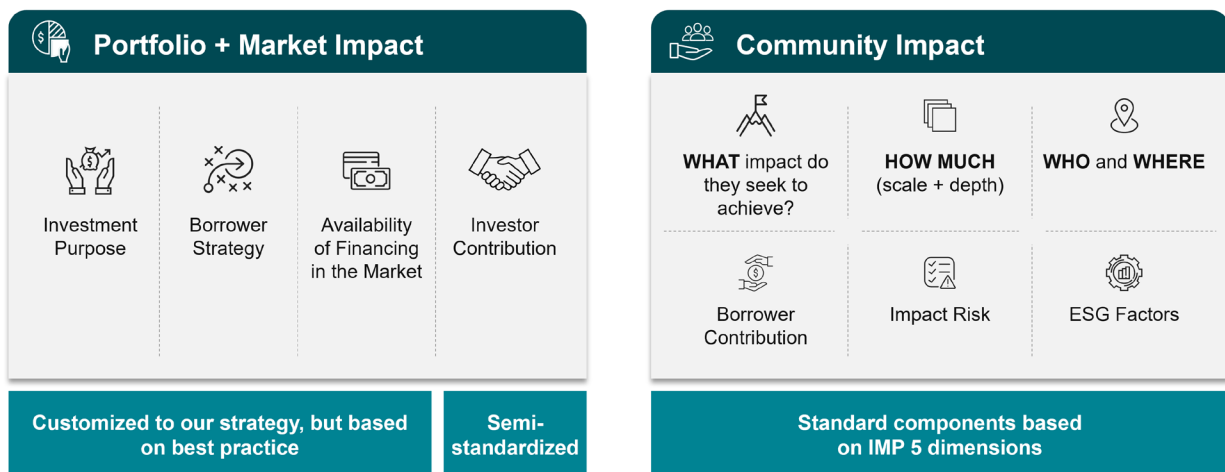 Portfolio + Market Impact
Investment
Purpose
Borrower
Strategy
Availability
of Financing
in the Market
Investor
Contribution
Customized to our strategy, but based
on best practice
Semi-
standardized
Community Impact
WHAT impact do
they seek to
achieve?
HOW MUCH
(scale + depth)
WHO and WHERE
Borrower
Contribution
Impact Risk
ESG Factors
Standard components based
on IMP 5 dimensions